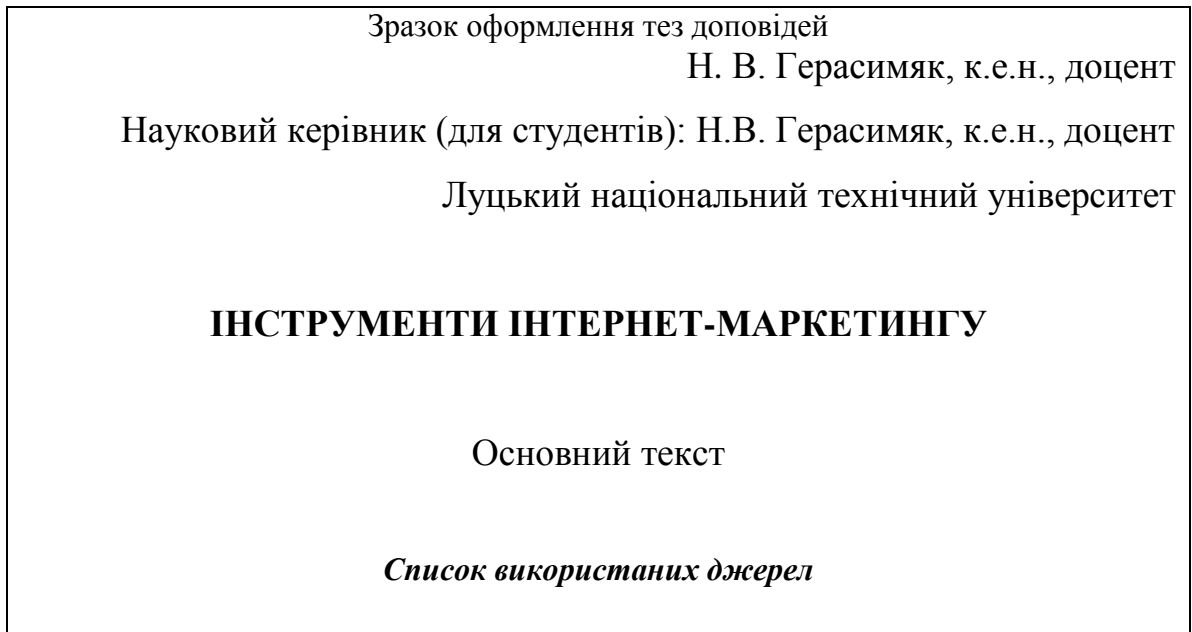 Зразок оформлення тез доповідей
Н. В. Герасимяк, к.е.н., доцент
Науковий керівник (для студентів): Н.В. Герасимяк, к.е.н., доцент
Луцький національний технічний університет
ІНСТРУМЕНТИ ІНТЕРНЕТ-МАРКЕТИНГУ
Основний текст
Список використаних джерел